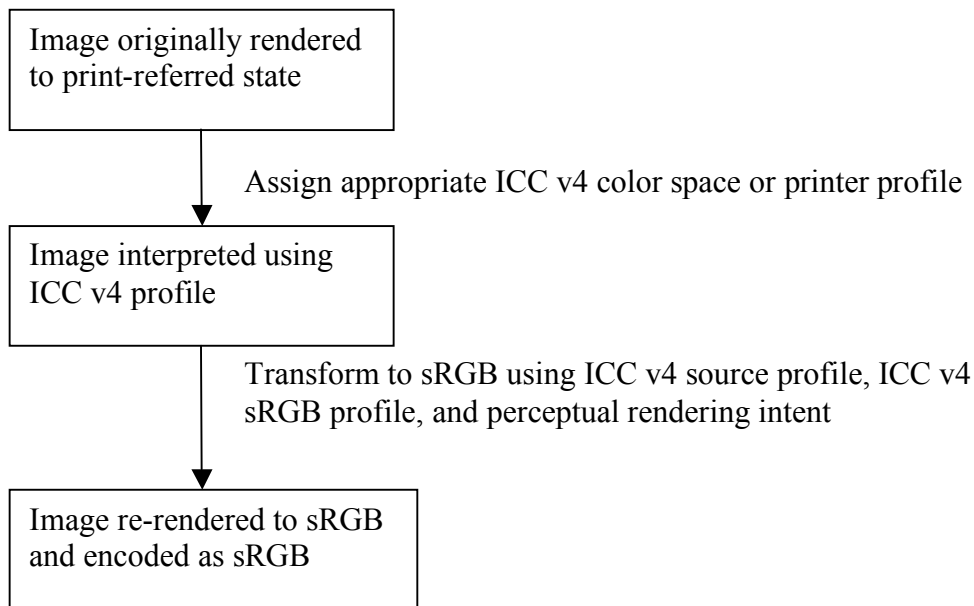 Image originally rendered
to print-referred state
Assign appropriate ICC v4 color space or printer profile
Image interpreted using
ICC v4 profile
Transform to sRGB using ICC v4 source profile, ICC v4
sRGB profile, and perceptual rendering intent
Image re-rendered to sRGB
and encoded as sRGB